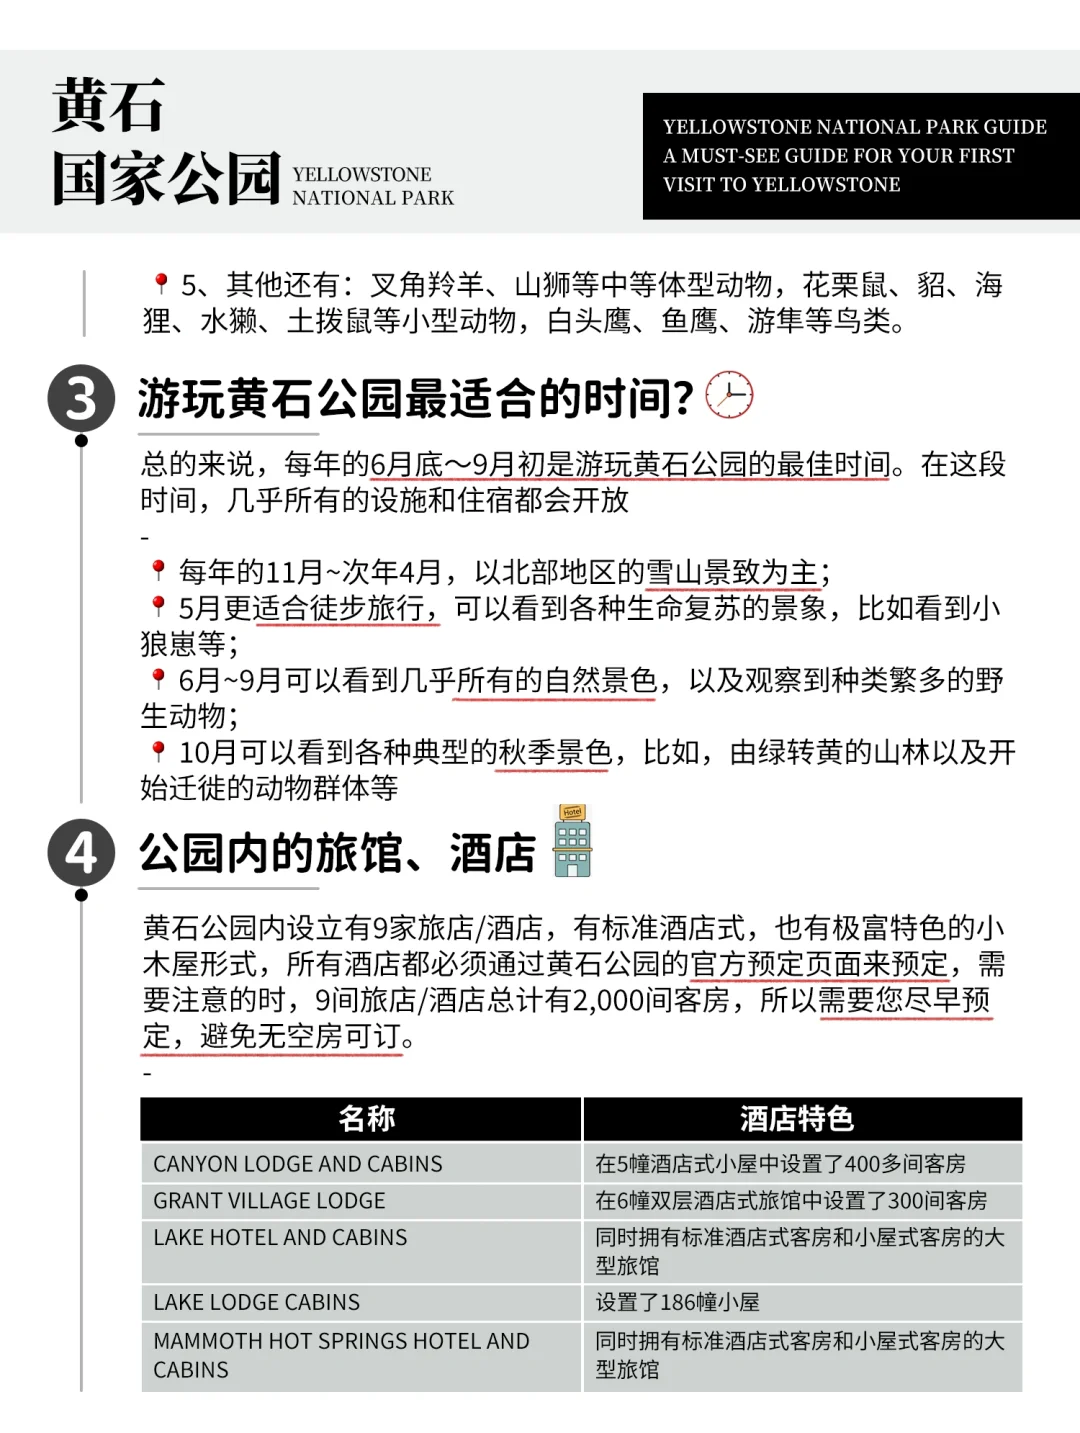 黄石
国家公园
YELLOWSTONE
NATIONAL PARK
YELLOWSTONE NATIONAL PARK GUIDE
A MUST-SEE GUIDE FOR YOUR FIRST
VISIT TO YELLOWSTONE
5、其他还有：叉角羚羊、山狮等中等体型动物，花栗鼠、貂、海
狸、水獭、土拨鼠等小型动物，白头鹰、鱼鹰、游隼等鸟类。
3 游玩黄石公园最适合的时间？
总的来说，每年的6月底～9月初是游玩黄石公园的最佳时间。在这段
时间，几乎所有的设施和住宿都会开放
-
每年的11月~次年4月，以北部地区的雪山景致为主；
5月更适合徒步旅行，可以看到各种生命复苏的景象，比如看到小
狼崽等；
6月~9月可以看到几乎所有的自然景色，以及观察到种类繁多的野
生动物；
10月可以看到各种典型的秋季景色，比如，由绿转黄的山林以及开
始迁徙的动物群体等
Hotel
4 公园内的旅馆、酒店
黄石公园内设立有9家旅店/酒店，有标准酒店式，也有极富特色的小
木屋形式，所有酒店都必须通过黄石公园的官方预定页面来预定，需
要注意的时，9间旅店/酒店总计有2,000间客房，所以需要您尽早预
定，避免无空房可订。
-
名称 酒店特色
CANYON LODGE AND CABINS 在5幢酒店式小屋中设置了400多间客房
GRANT VILLAGE LODGE 在6幢双层酒店式旅馆中设置了300间客房
LAKE HOTEL AND CABINS 同时拥有标准酒店式客房和小屋式客房的大
型旅馆
LAKE LODGE CABINS 设置了186幢小屋
MAMMOTH HOT SPRINGS HOTEL AND
CABINS
同时拥有标准酒店式客房和小屋式客房的大
型旅馆